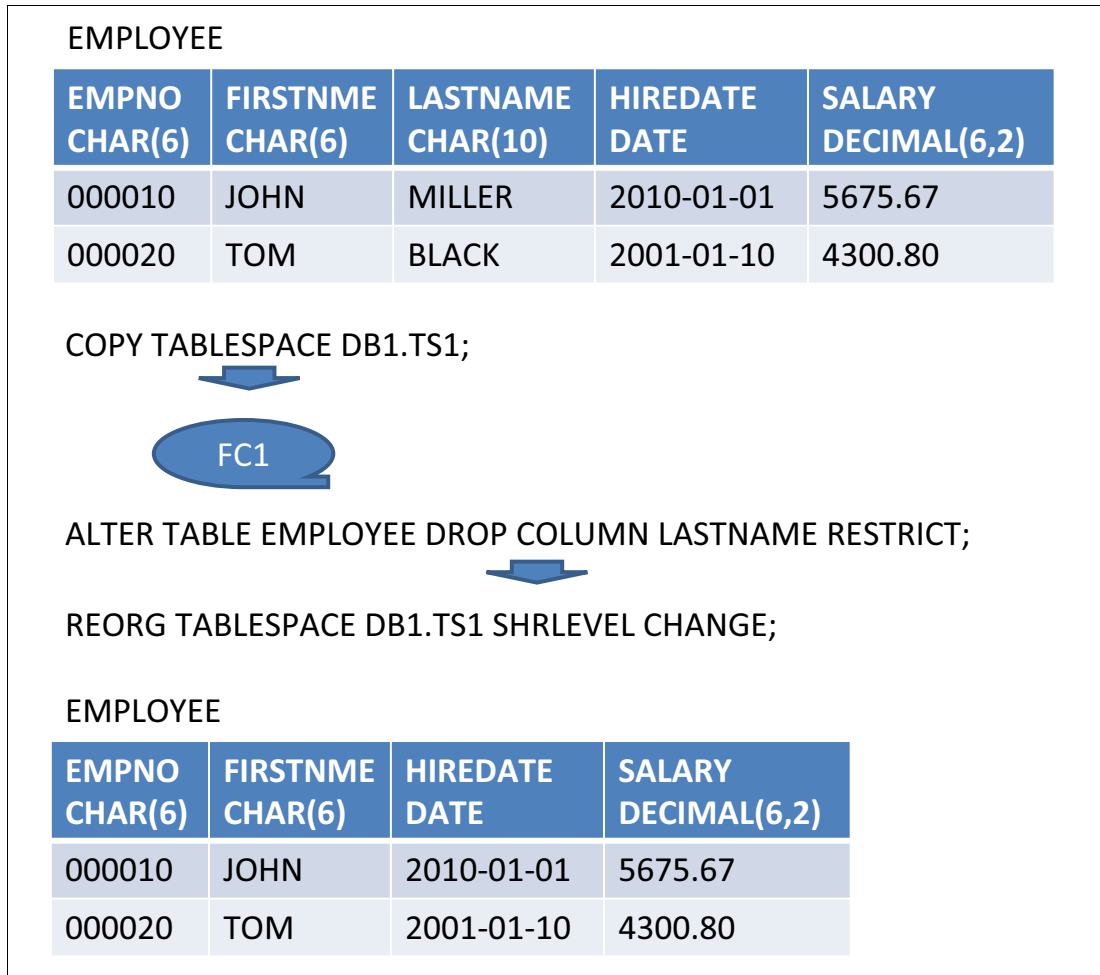 EMPLOYEE
EMPNO CHAR(6) FIRSTNME CHAR(6) LASTNAME CHAR(10) HIREDATE DATE SALARY DECIMAL(6,2)
000010 JOHN MILLER 2010-01-01 5675.67
000020 TOM BLACK 2001-01-10 4300.80
COPY TABLESPACE DB1.TS1;
FC1
ALTER TABLE EMPLOYEE DROP COLUMN LASTNAME RESTRICT;
REORG TABLESPACE DB1.TS1 SHRLEVEL CHANGE;
EMPLOYEE
EMPNO CHAR(6) FIRSTNME CHAR(6) HIREDATE DATE SALARY DECIMAL(6,2)
000010 JOHN 2010-01-01 5675.67
000020 TOM 2001-01-10 4300.80